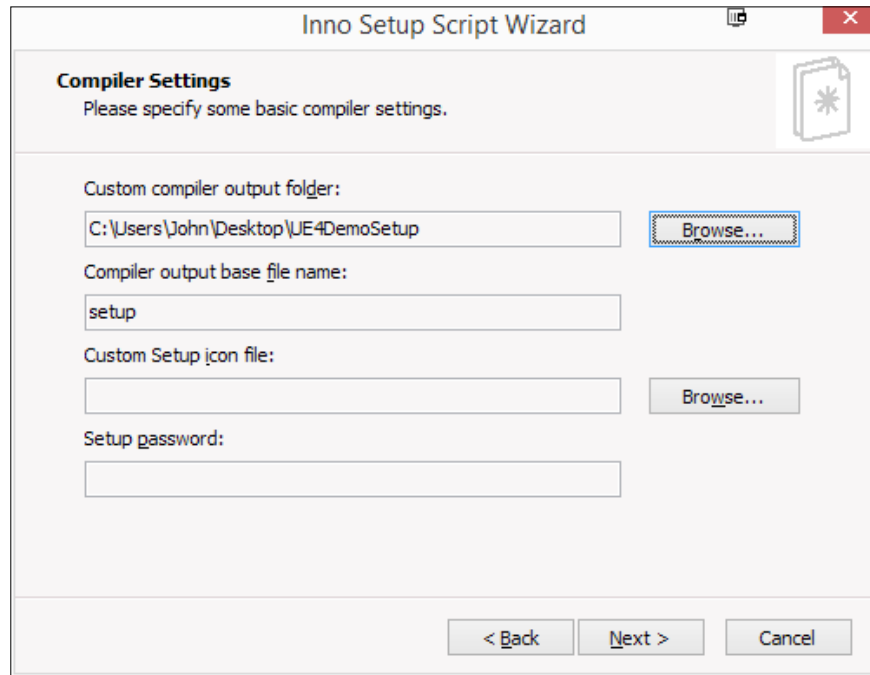 Inno Setup Script Wizard
Compiler Settings
Please specify some basic compiler settings.
Custom compiler output folder:
C:\Users\John\Desktop\UE4DemoSetup
Browse...
Compiler output base file name:
setup
Custom Setup icon file:
Browse...
Setup password:
< Back
Next >
Cancel